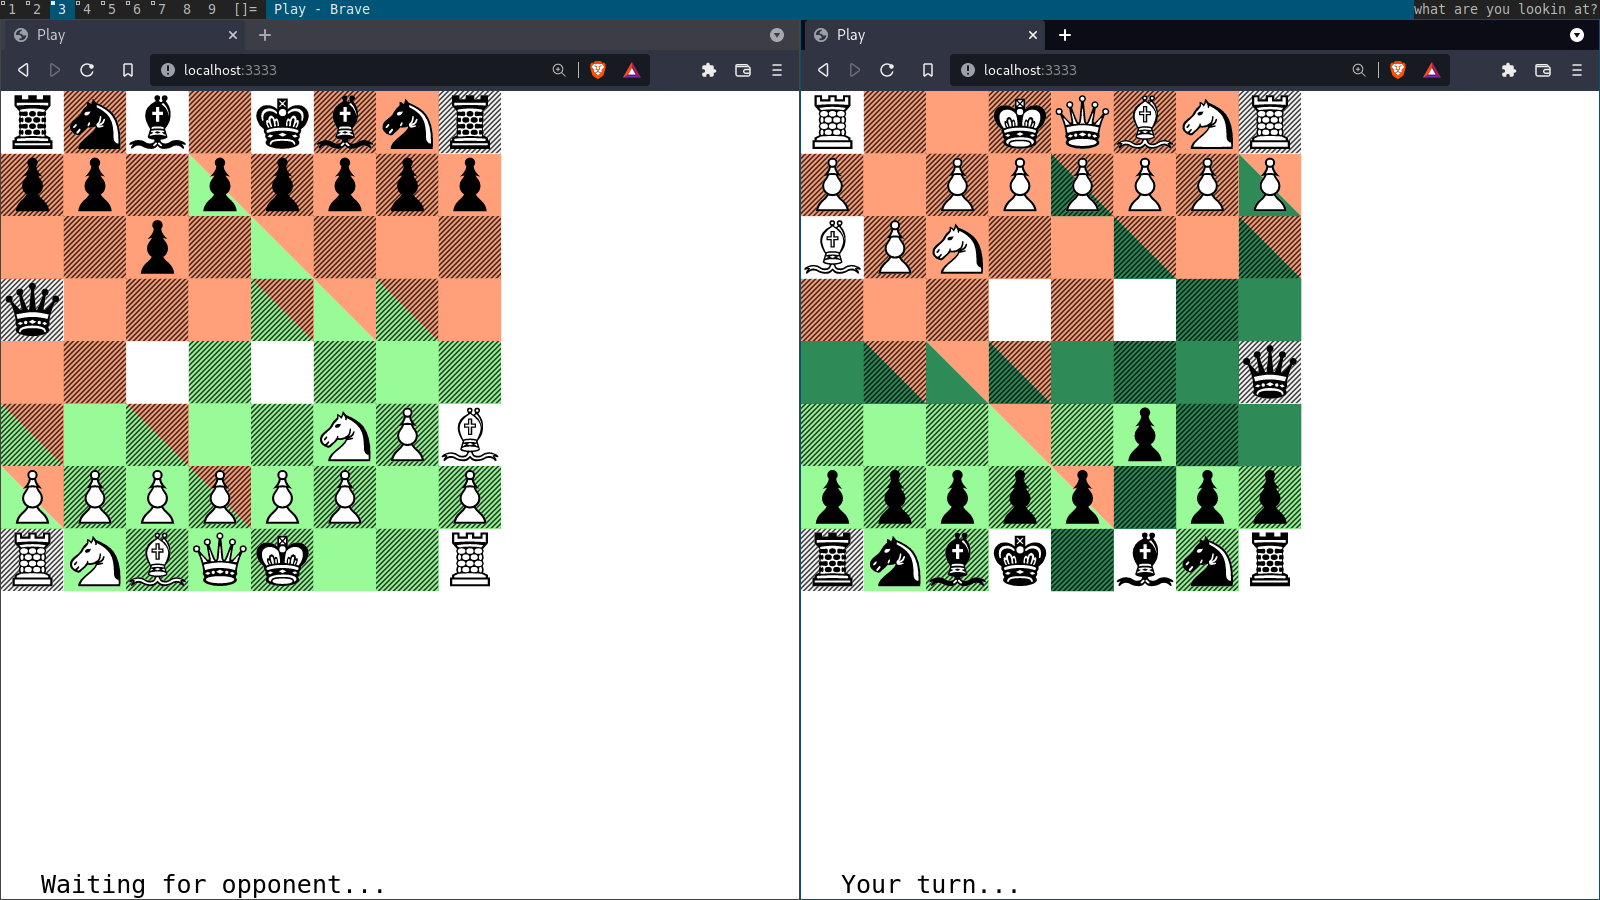 1 2 3 4 5 6 7 8 9 []= Play - Brave what are you lookin at?
Play
localhost:3333
Waiting for opponent...
Play
localhost:3333
Your turn...